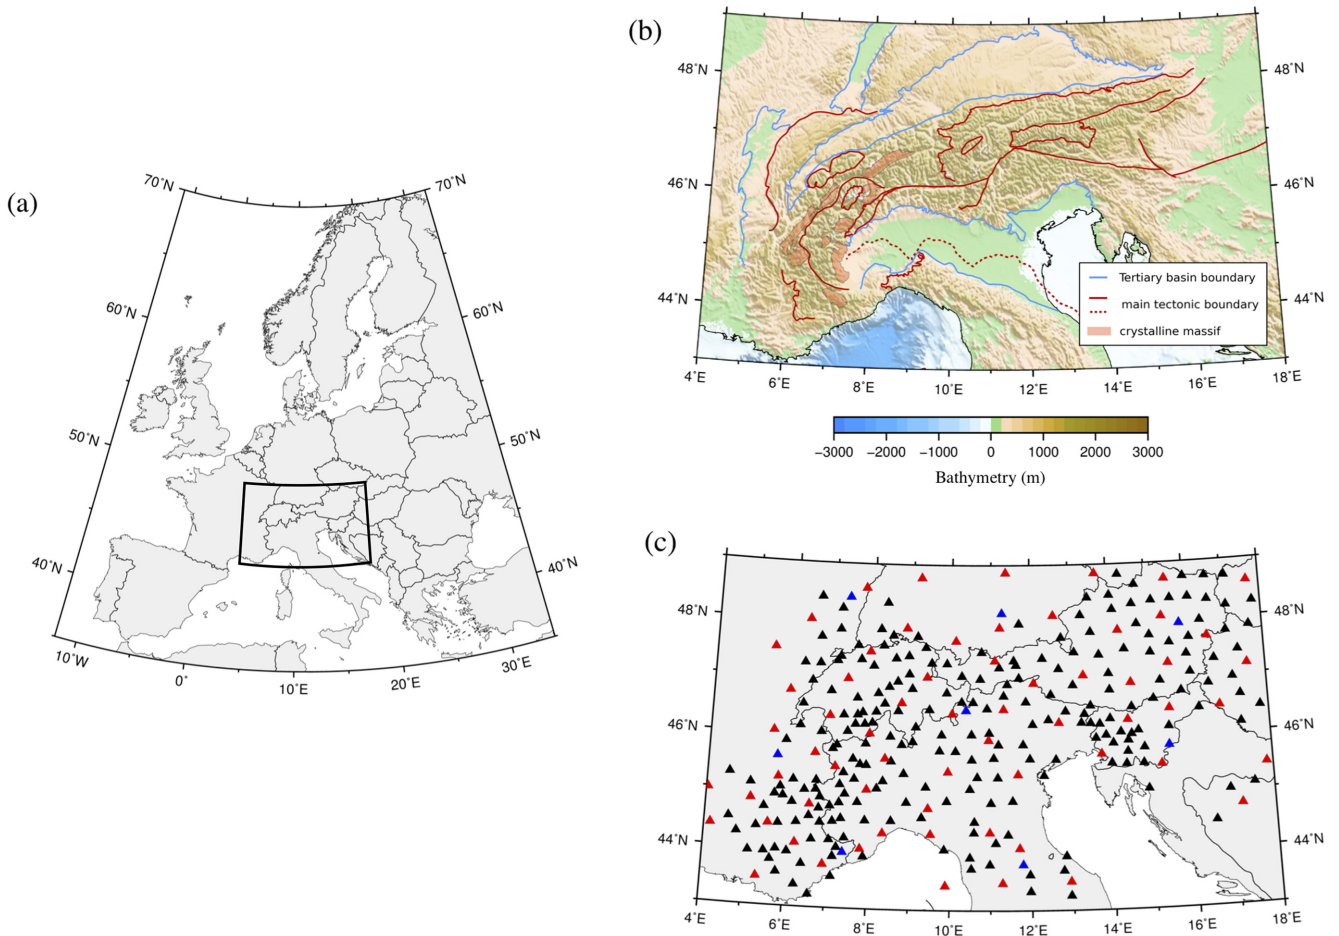 (a)
70˚N
70˚N
60˚N
60˚N
50˚N
50˚N
40˚N
40˚N
10˚W
0˚
10˚E
20˚E
30˚E
(b)
48˚N
48˚N
46˚N
46˚N
44˚N
44˚N
4˚E
6˚E
8˚E
10˚E
12˚E
14˚E
16˚E
18˚E
Tertiary basin boundary
main tectonic boundary
crystalline massif
−3000 −2000 −1000 0 1000 2000 3000
Bathymetry (m)
(c)
48˚N
48˚N
46˚N
46˚N
44˚N
44˚N
4˚E
6˚E
8˚E
10˚E
12˚E
14˚E
16˚E
18˚E